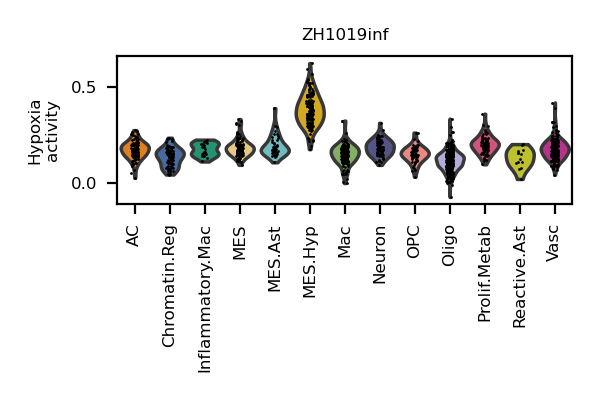 ZH1019inf
Hypoxia
activity
0.5
0.0
AC
Chromatin.Reg
Inflammatory.Mac
MES
MES.Ast
MES.Hyp
Mac
Neuron
OPC
Oligo
Prolif.Metab
Reactive.Ast
Vasc